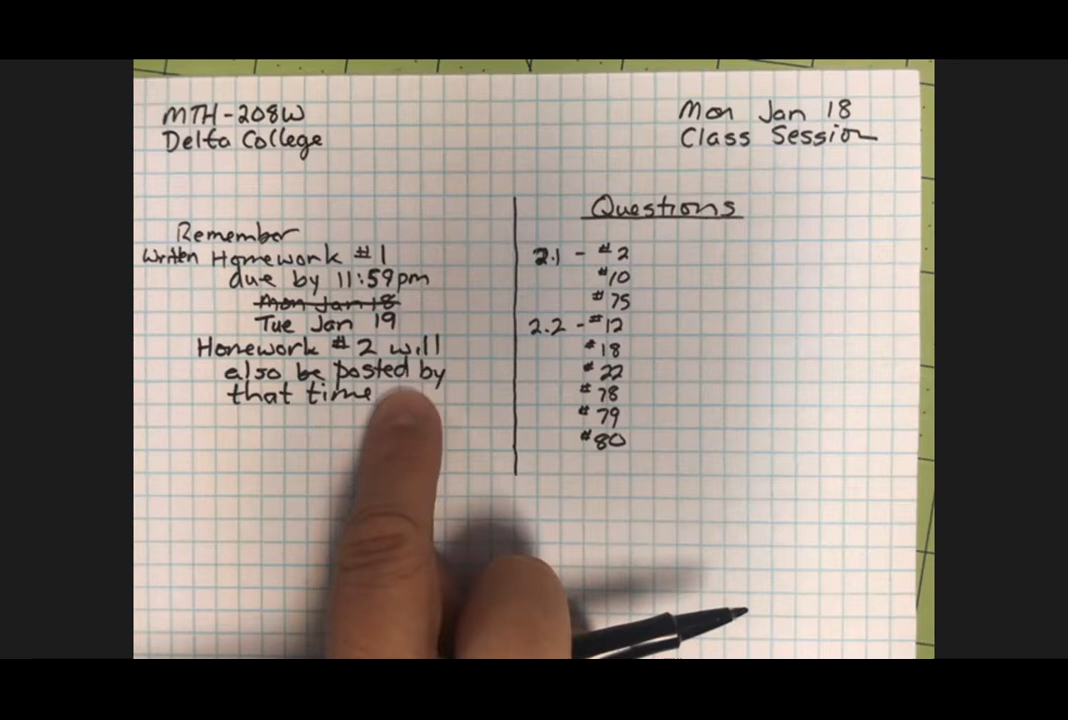 MTH-208W
Delta College
Mon Jan 18
Class Session
Remember
Written Homework #1
due by 11:59pm
Mon Jan 18
Tue Jan 19
Homework #2 will
also be posted by
that time
Questions
2.1 - #2
#10
#75
2.2 - #12
#18
#22
#78
#79
#80